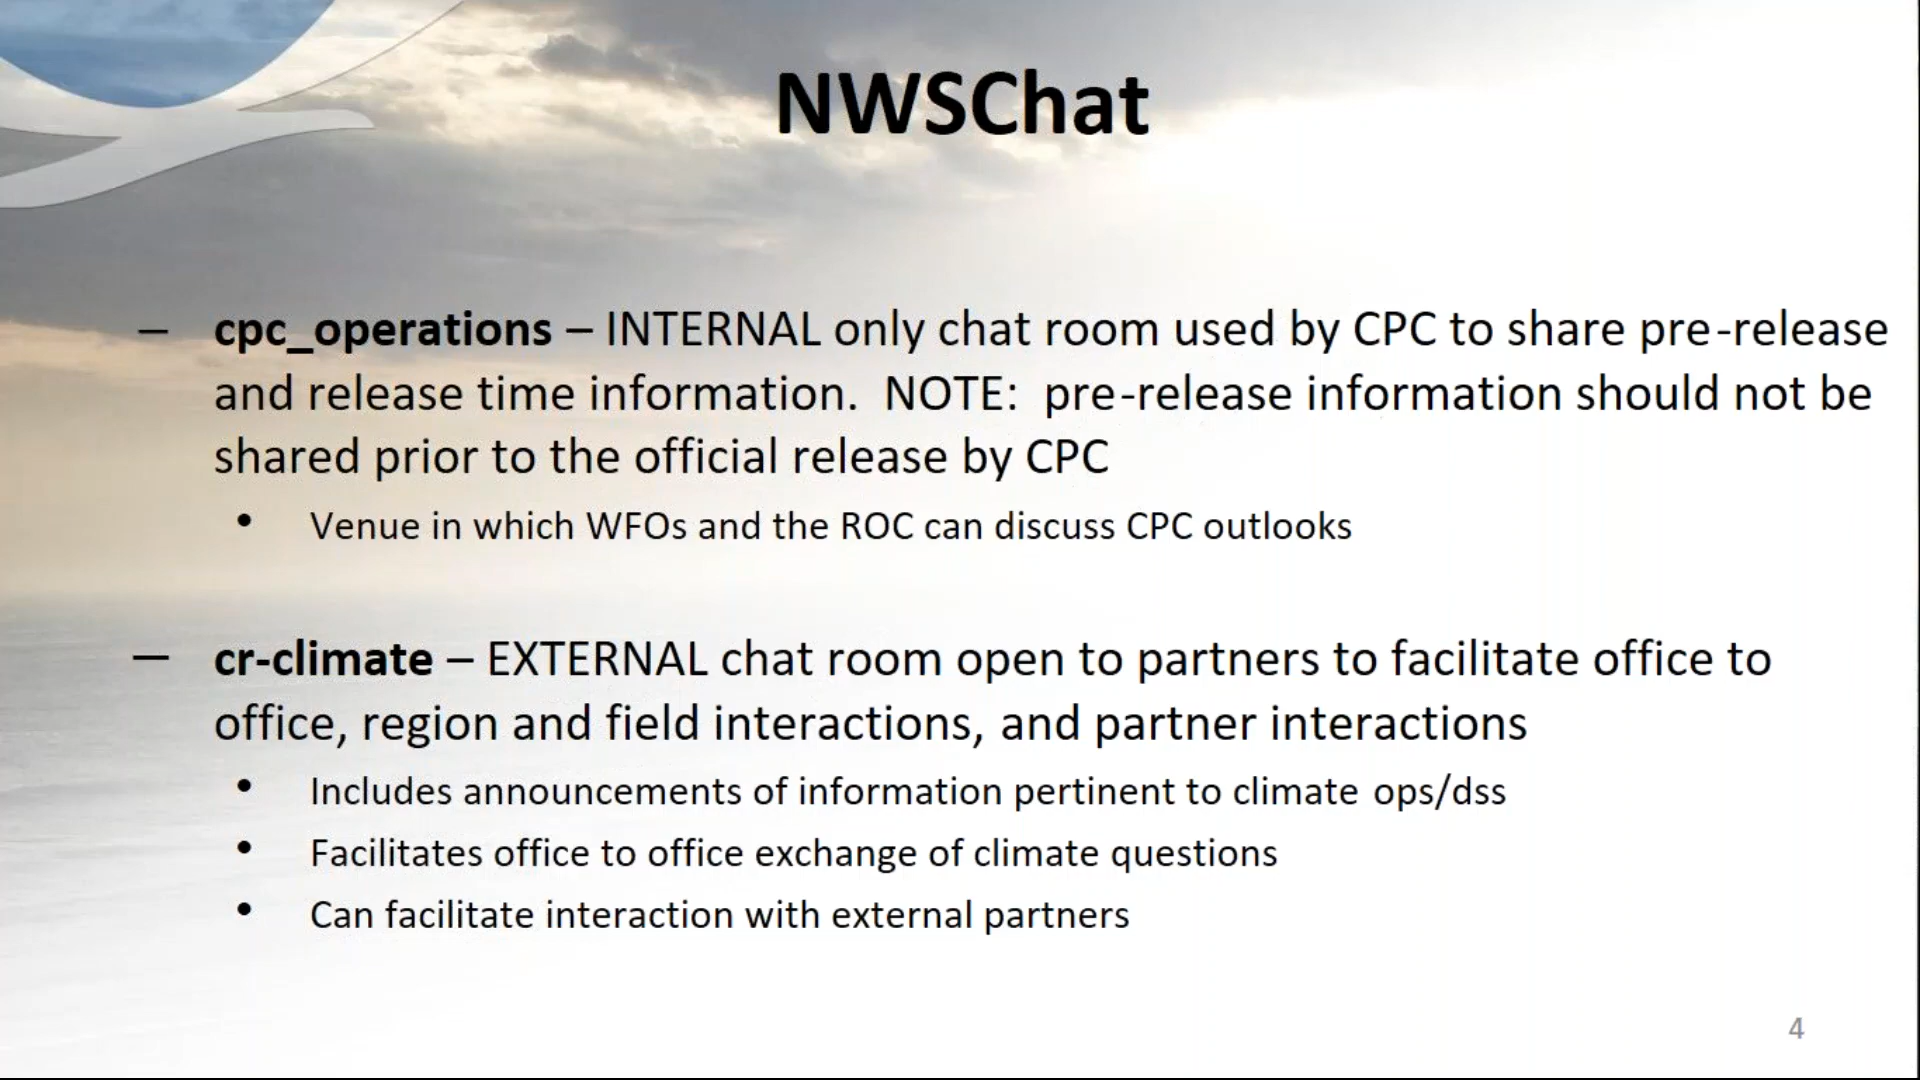 NWSChat
– cpc_operations – INTERNAL only chat room used by CPC to share pre-release
and release time information.  NOTE:  pre-release information should not be
shared prior to the official release by CPC
• Venue in which WFOs and the ROC can discuss CPC outlooks
– cr-climate – EXTERNAL chat room open to partners to facilitate office to
office, region and field interactions, and partner interactions
• Includes announcements of information pertinent to climate ops/dss
• Facilitates office to office exchange of climate questions
• Can facilitate interaction with external partners
4